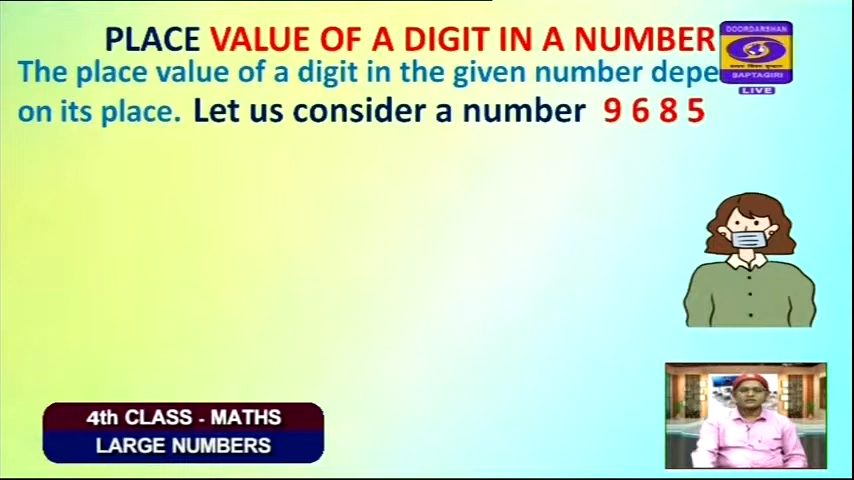 PLACE VALUE OF A DIGIT IN A NUMBER
The place value of a digit in the given number depe
on its place. Let us consider a number 9 6 8 5
DOORDARSHAN
SAPTAGIRI
LIVE
4th CLASS - MATHS
LARGE NUMBERS